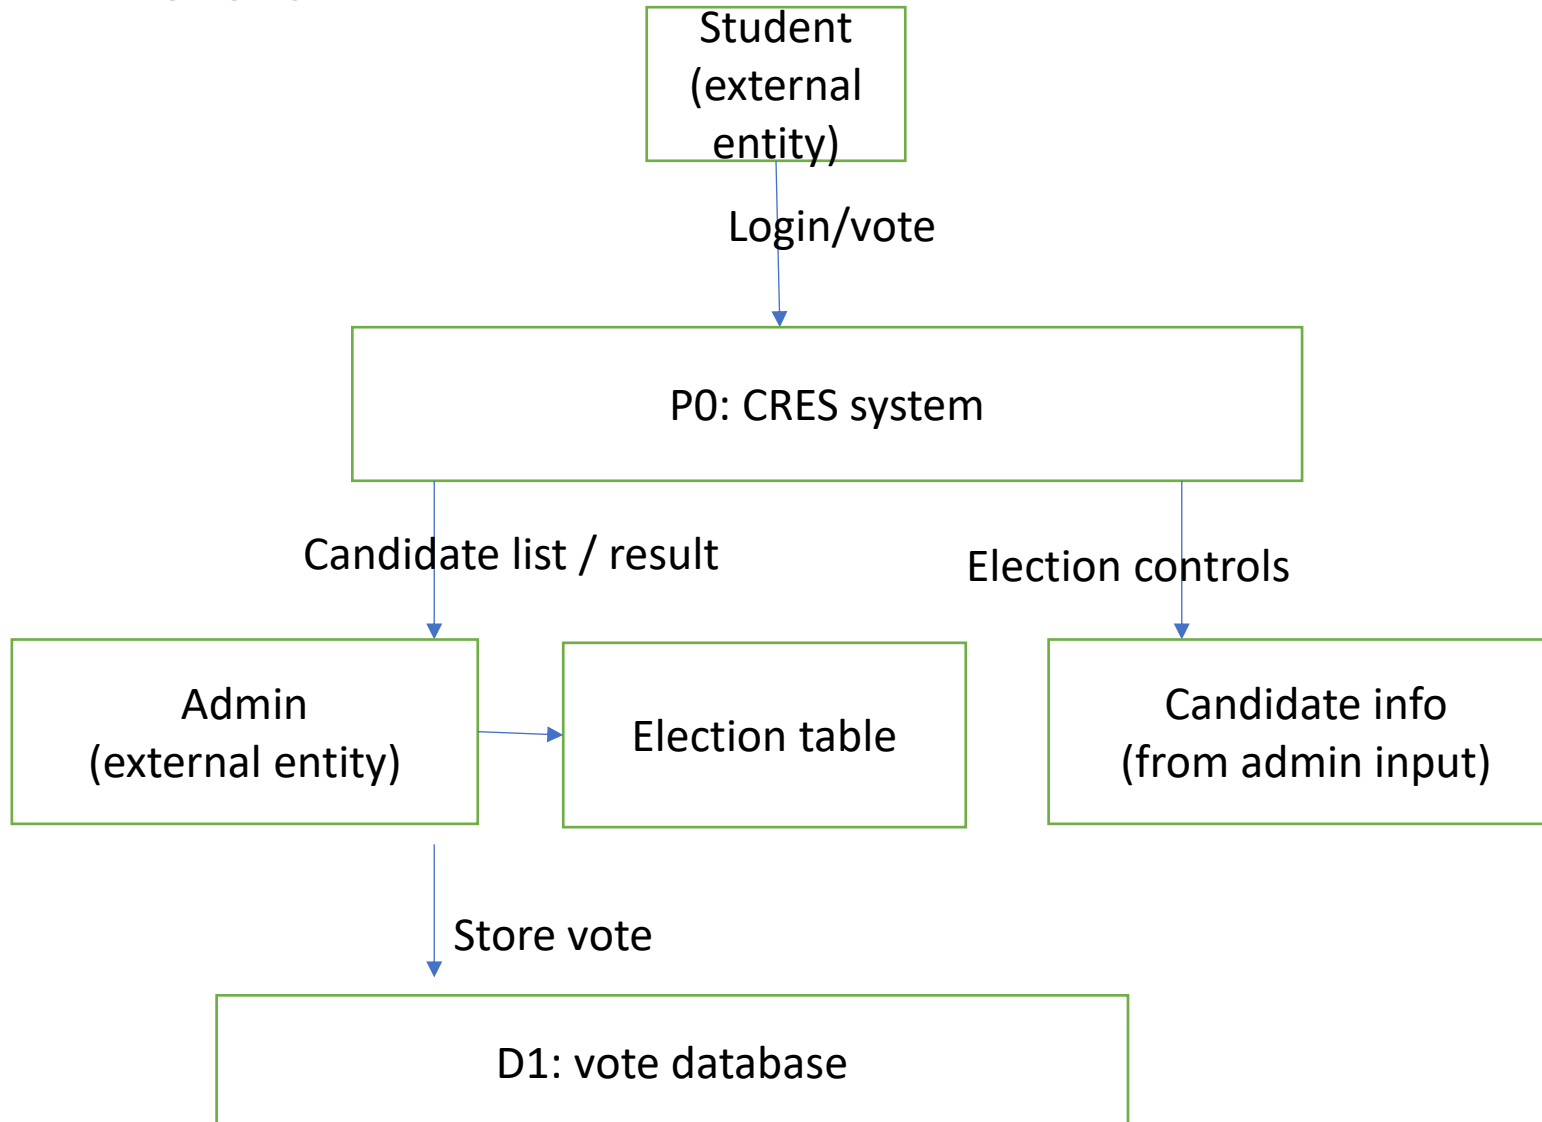 Student
(external
entity)
Login/vote
P0: CRES system
Candidate list / result
Election controls
Admin
(external entity)
Election table
Candidate info
(from admin input)
Store vote
D1: vote database